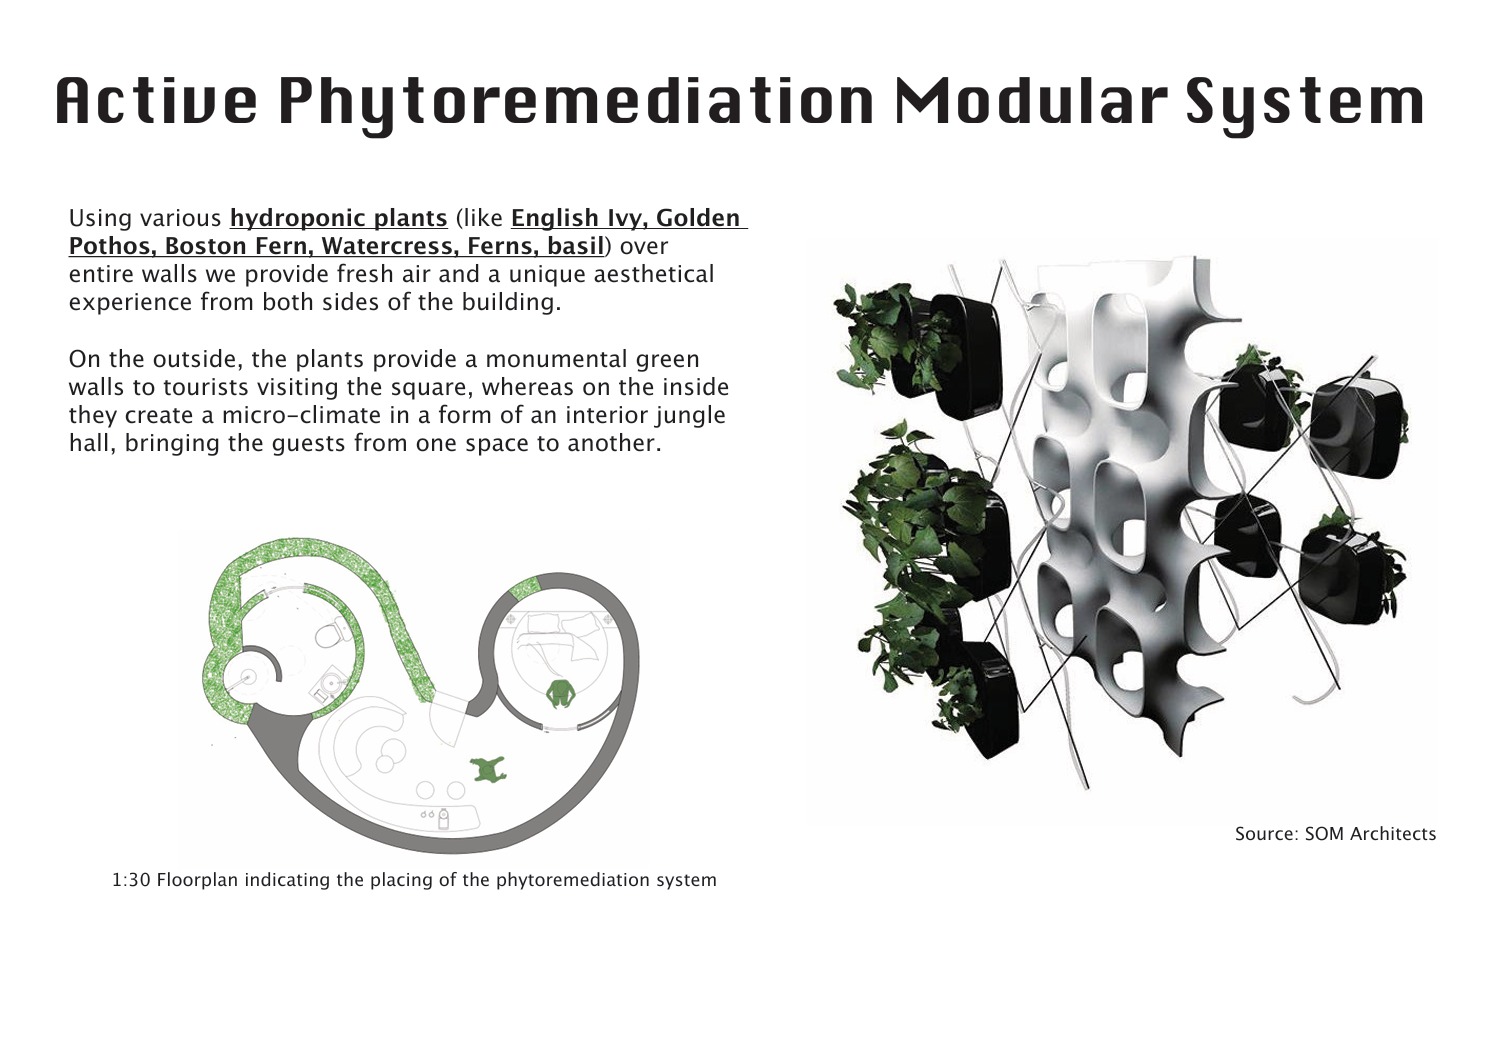 Active Phytoremediation Modular System
Using various hydroponic plants (like English Ivy, Golden
Pothos, Boston Fern, Watercress, Ferns, basil) over
entire walls we provide fresh air and a unique aesthetical
experience from both sides of the building.
On the outside, the plants provide a monumental green
walls to tourists visiting the square, whereas on the inside
they create a micro-climate in a form of an interior jungle
hall, bringing the guests from one space to another.
Source: SOM Architects
1:30 Floorplan indicating the placing of the phytoremediation system